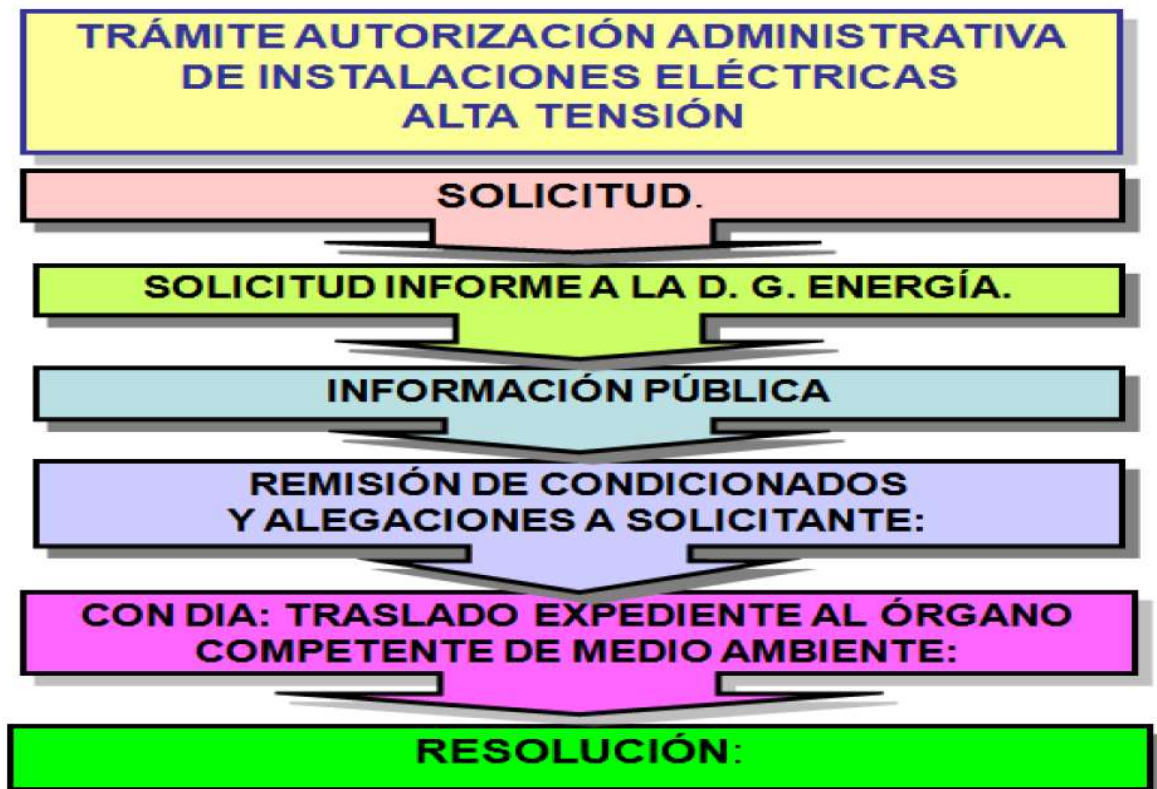 TRÁMITE AUTORIZACIÓN ADMINISTRATIVA
DE INSTALACIONES ELÉCTRICAS
ALTA TENSIÓN
SOLICITUD.
SOLICITUD INFORME A LA D. G. ENERGÍA.
INFORMACIÓN PÚBLICA
REMISIÓN DE CONDICIONADOS
Y ALEGACIONES A SOLICITANTE:
CON DIA: TRASLADO EXPEDIENTE AL ÓRGANO
COMPETENTE DE MEDIO AMBIENTE:
RESOLUCIÓN: